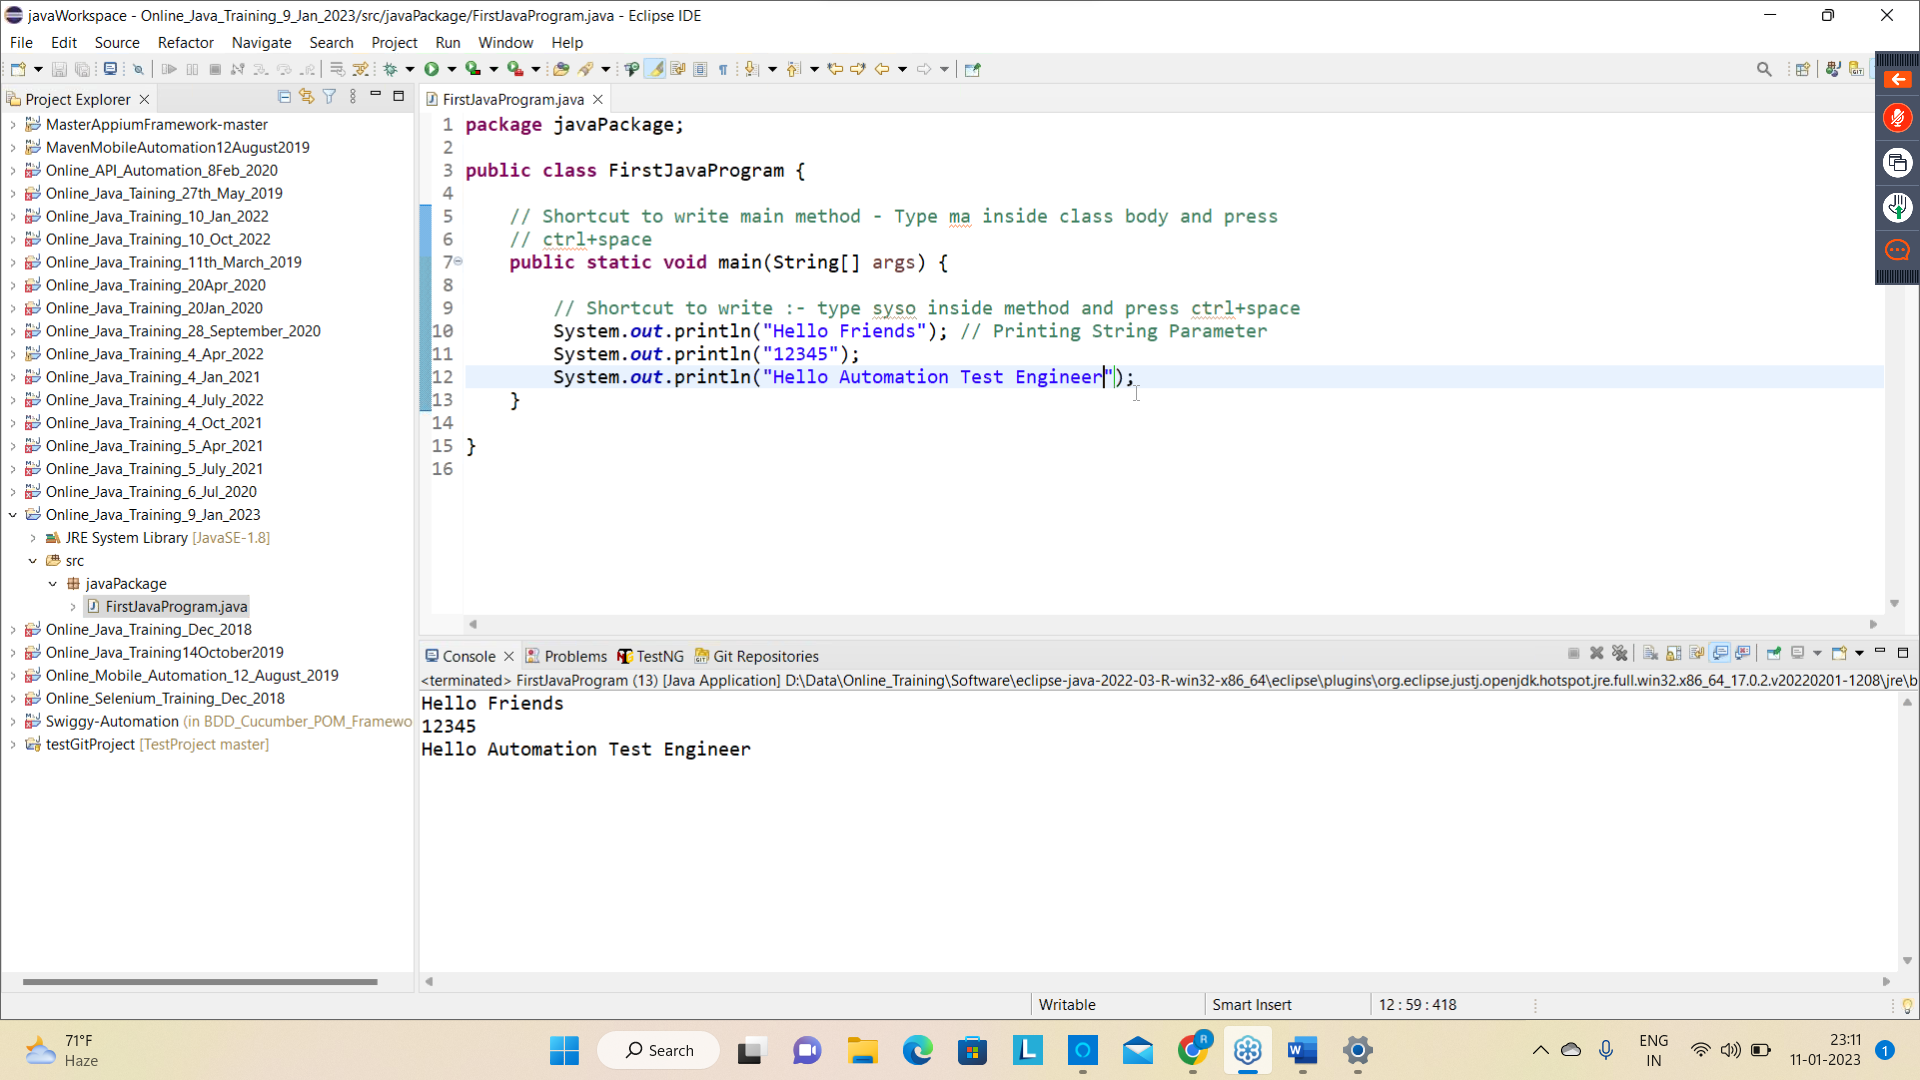 javaWorkspace - Online_Java_Training_9_Jan_2023/src/javaPackage/FirstJavaProgram.java - Eclipse IDE
File Edit Source Refactor Navigate Search Project Run Window Help
Project Explorer
MasterAppiumFramework-master
MavenMobileAutomation12August2019
Online_API_Automation_8Feb_2020
Online_Java_Taining_27th_May_2019
Online_Java_Training_10_Jan_2022
Online_Java_Training_10_Oct_2022
Online_Java_Training_11th_March_2019
Online_Java_Training_20Apr_2020
Online_Java_Training_20Jan_2020
Online_Java_Training_28_September_2020
Online_Java_Training_4_Apr_2022
Online_Java_Training_4_Jan_2021
Online_Java_Training_4_July_2022
Online_Java_Training_4_Oct_2021
Online_Java_Training_5_Apr_2021
Online_Java_Training_5_July_2021
Online_Java_Training_6_Jul_2020
Online_Java_Training_9_Jan_2023
JRE System Library [JavaSE-1.8]
src
javaPackage
FirstJavaProgram.java
Online_Java_Training_Dec_2018
Online_Java_Training14October2019
Online_Mobile_Automation_12_August_2019
Online_Selenium_Training_Dec_2018
Swiggy-Automation (in BDD_Cucumber_POM_Framewo
testGitProject [TestProject master]
FirstJavaProgram.java
1 package javaPackage;
2
3 public class FirstJavaProgram {
4
5 // Shortcut to write main method - Type ma inside class body and press
6 // ctrl+space
7 public static void main(String[] args) {
8
9 // Shortcut to write :- type syso inside method and press ctrl+space
10 System.out.println("Hello Friends"); // Printing String Parameter
11 System.out.println("12345");
12 System.out.println("Hello Automation Test Engineer");
13 }
14
15 }
16
Console Problems TestNG Git Repositories
<terminated> FirstJavaProgram (13) [Java Application] D:\Data\Online_Training\Software\eclipse-java-2022-03-R-win32-x86_64\eclipse\plugins\org.eclipse.justj.openjdk.hotspot.jre.full.win32.x86_64_17.0.2.v20220201-1208\jre\b
Hello Friends
12345
Hello Automation Test Engineer
Writable Smart Insert 12 : 59 : 418
71°F
Haze
Search
R
ENG
IN
23:11
11-01-2023
1